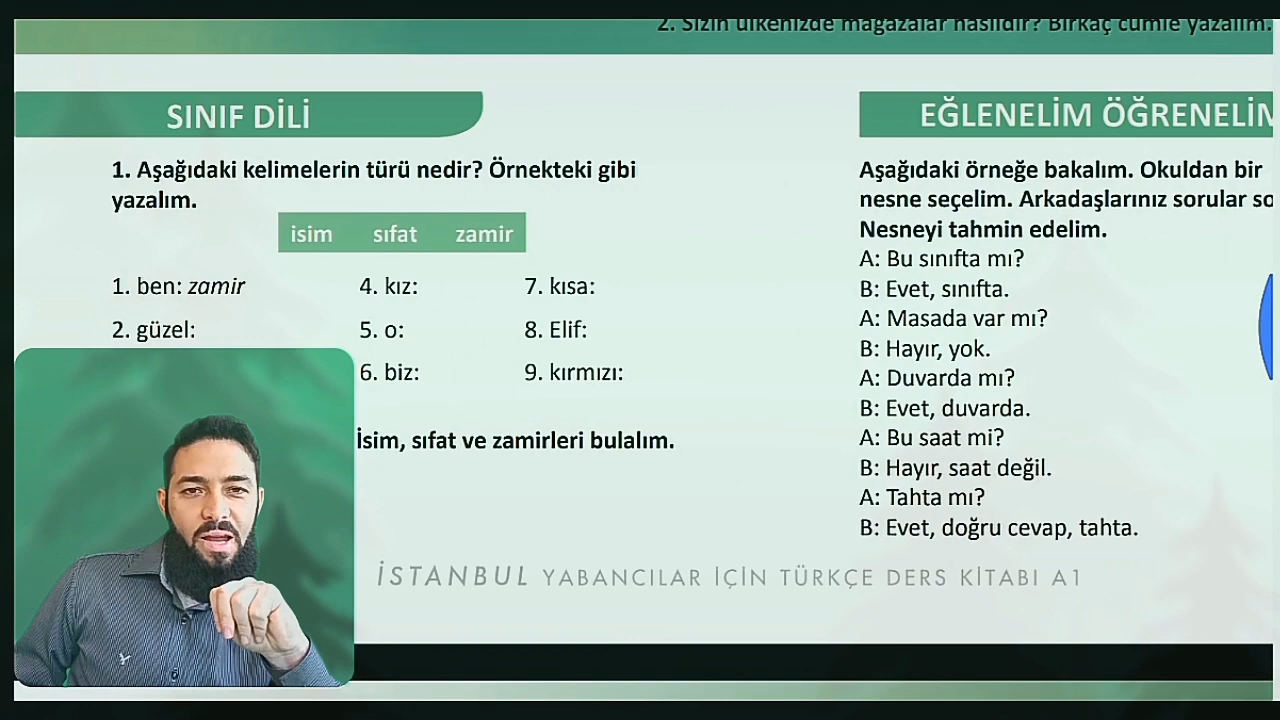 2. Sizin ülkenizde mağazalar nasıldır? Birkaç cümle yazalım.
SINIF DİLİ
1. Aşağıdaki kelimelerin türü nedir? Örnekteki gibi
yazalım.
isim sıfat zamir
1. ben: zamir 4. kız: 7. kısa:
2. güzel: 5. o: 8. Elif:
6. biz: 9. kırmızı:
İsim, sıfat ve zamirleri bulalım.
EĞLENELİM ÖĞRENELİM
Aşağıdaki örneğe bakalım. Okuldan bir
nesne seçelim. Arkadaşlarınız sorular so
Nesneyi tahmin edelim.
A: Bu sınıfta mı?
B: Evet, sınıfta.
A: Masada var mı?
B: Hayır, yok.
A: Duvarda mı?
B: Evet, duvarda.
A: Bu saat mi?
B: Hayır, saat değil.
A: Tahta mı?
B: Evet, doğru cevap, tahta.
İSTANBUL YABANCILAR İÇİN TÜRKÇE DERS KİTABI A1